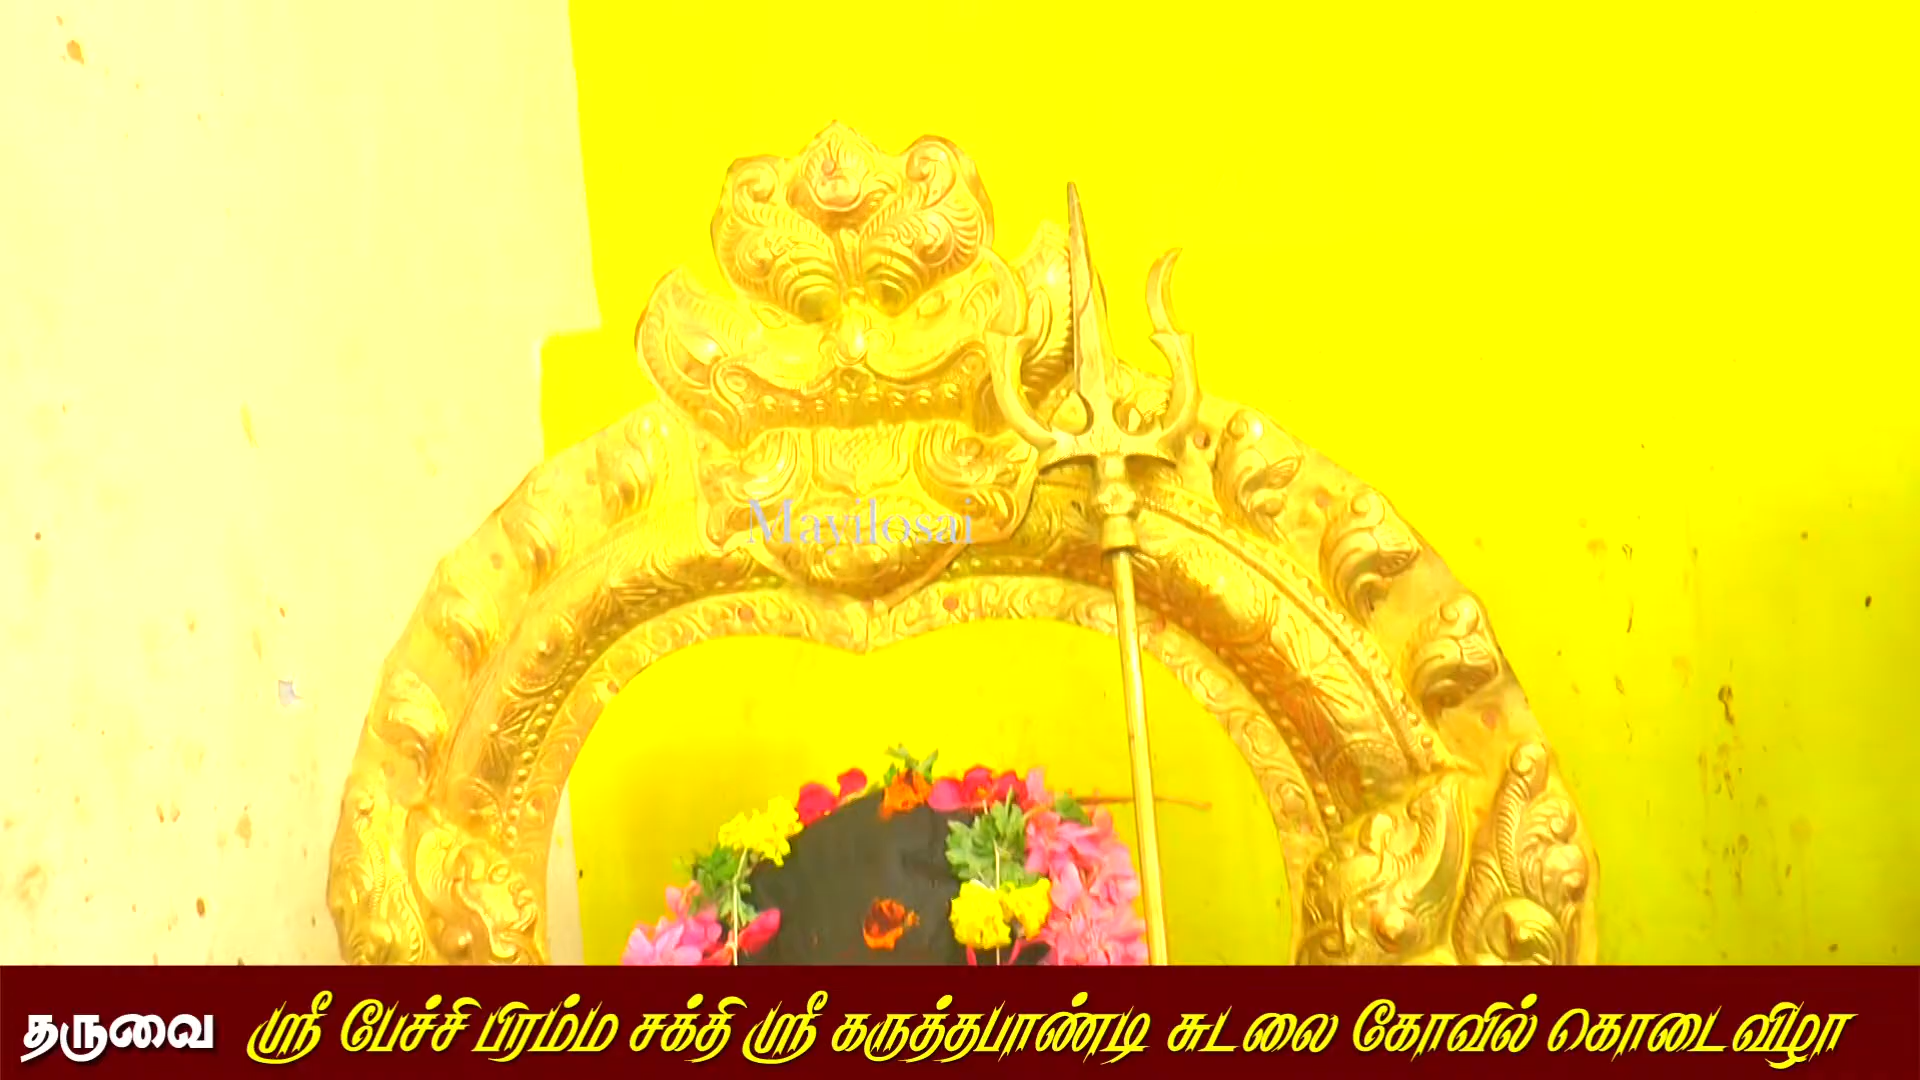 Mayilosai
தருவை ஸ்ரீ பேச்சி பிரம்ம சக்தி ஸ்ரீ கருத்தபாண்டி சுடலை கோவில் கொடைவிழா